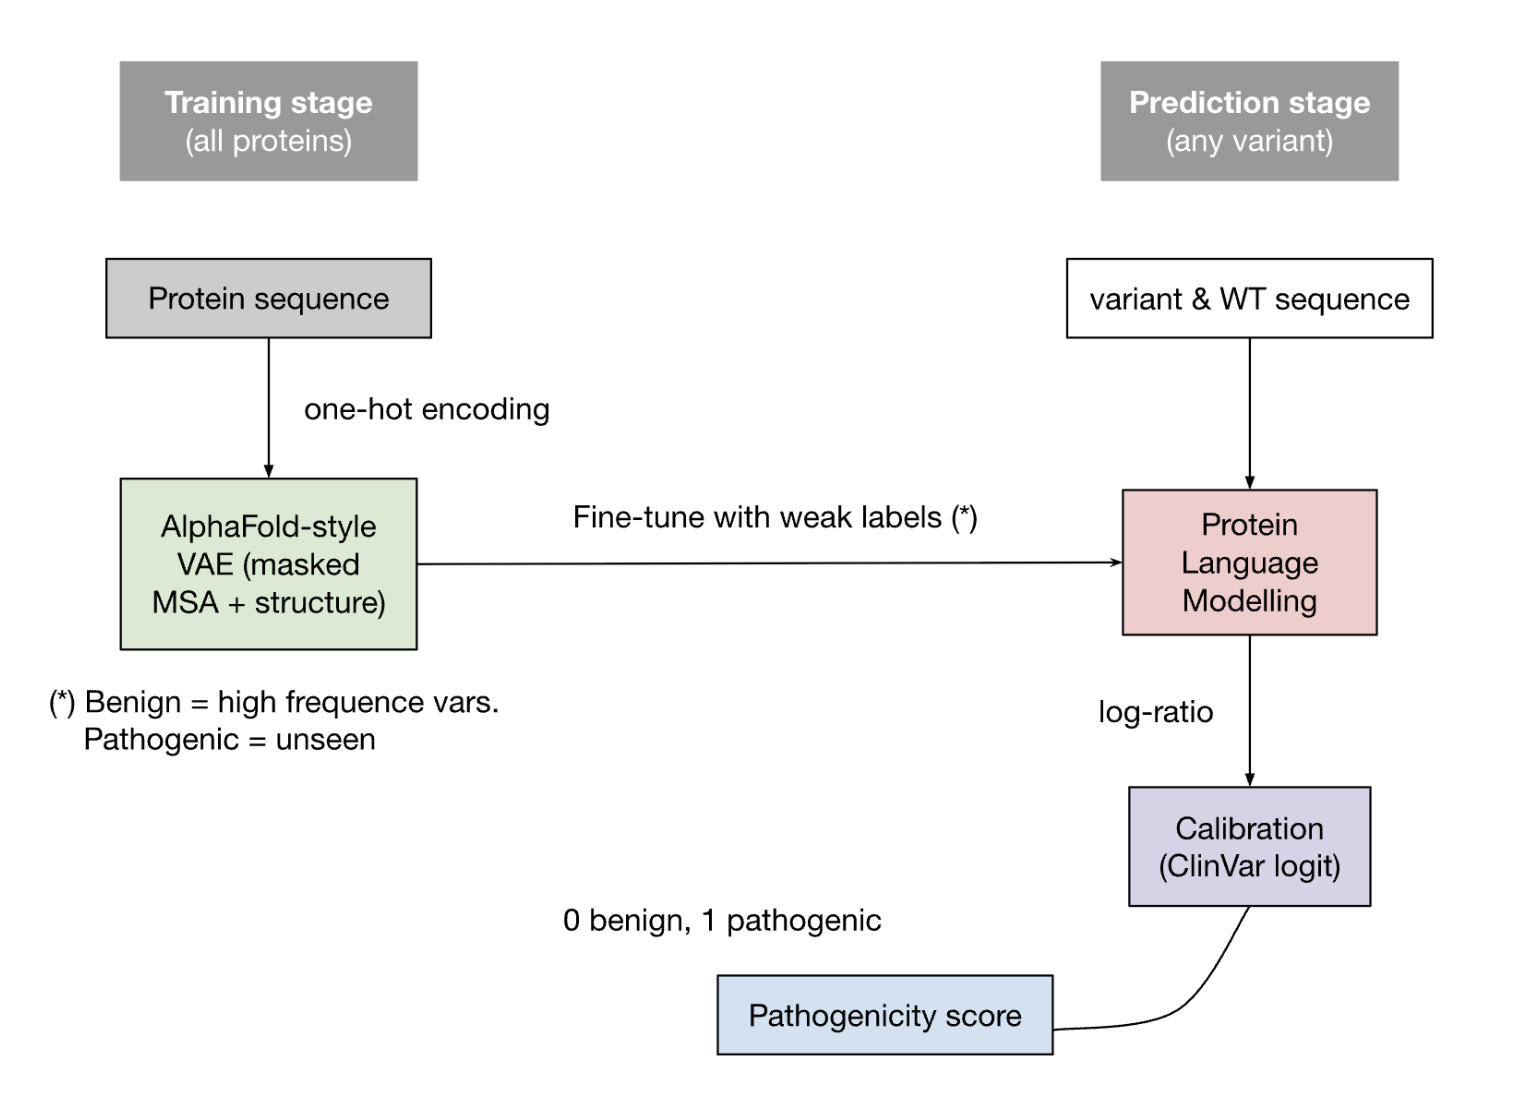 Training stage
(all proteins)
Prediction stage
(any variant)
Protein sequence
variant & WT sequence
one-hot encoding
AlphaFold-style
VAE (masked
MSA + structure)
Fine-tune with weak labels (*)
Protein
Language
Modelling
(*) Benign = high frequence vars.
Pathogenic = unseen
log-ratio
Calibration
(ClinVar logit)
0 benign, 1 pathogenic
Pathogenicity score